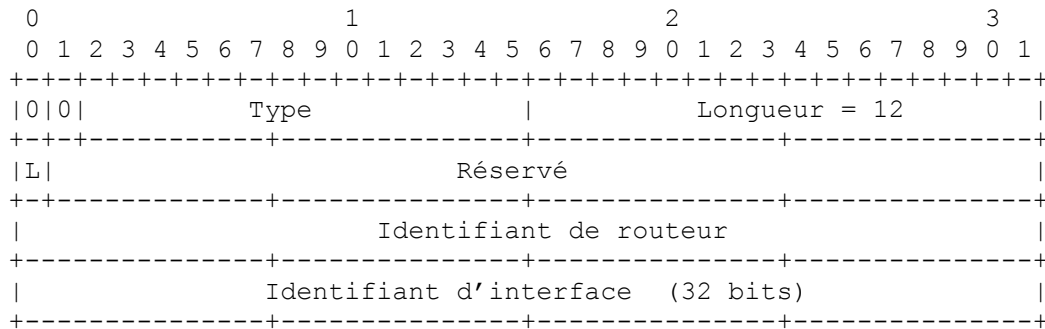 0                   1                   2                   3
 0 1 2 3 4 5 6 7 8 9 0 1 2 3 4 5 6 7 8 9 0 1 2 3 4 5 6 7 8 9 0 1
+-+-+-+-+-+-+-+-+-+-+-+-+-+-+-+-+-+-+-+-+-+-+-+-+-+-+-+-+-+-+-+-+
|0|0|          Type             |          Longueur = 12        |
+-+-+-----------+---------------+---------------+---------------+
|L|                         Réservé                             |
+-+-------------+---------------+---------------+---------------+
|                      Identifiant de routeur                   |
+---------------+---------------+---------------+---------------+
|               Identifiant d’interface  (32 bits)              |
+---------------+---------------+---------------+---------------+